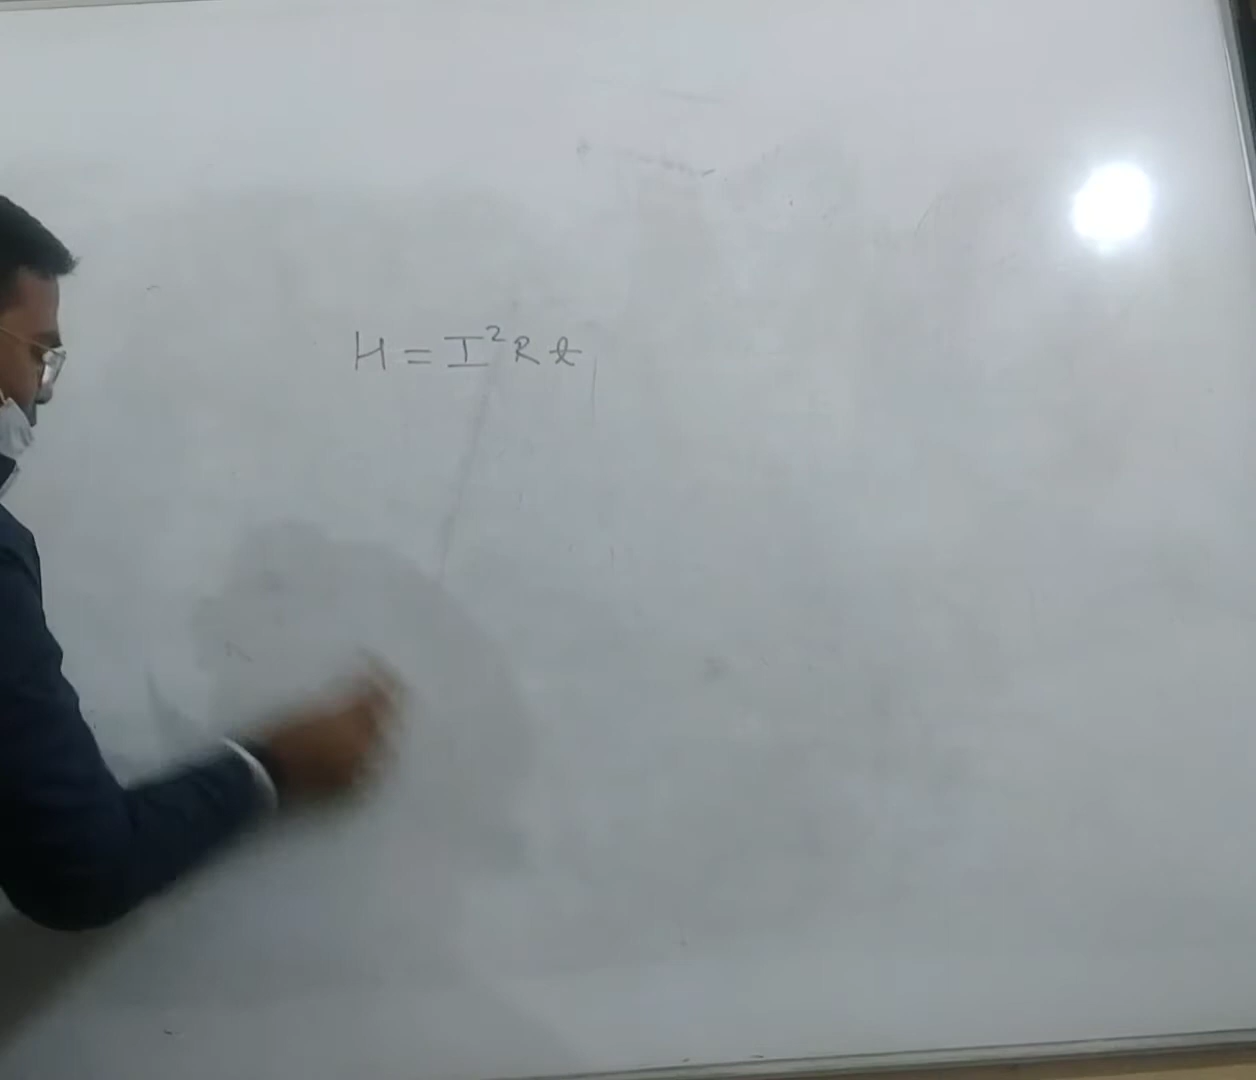 H = I²Rt